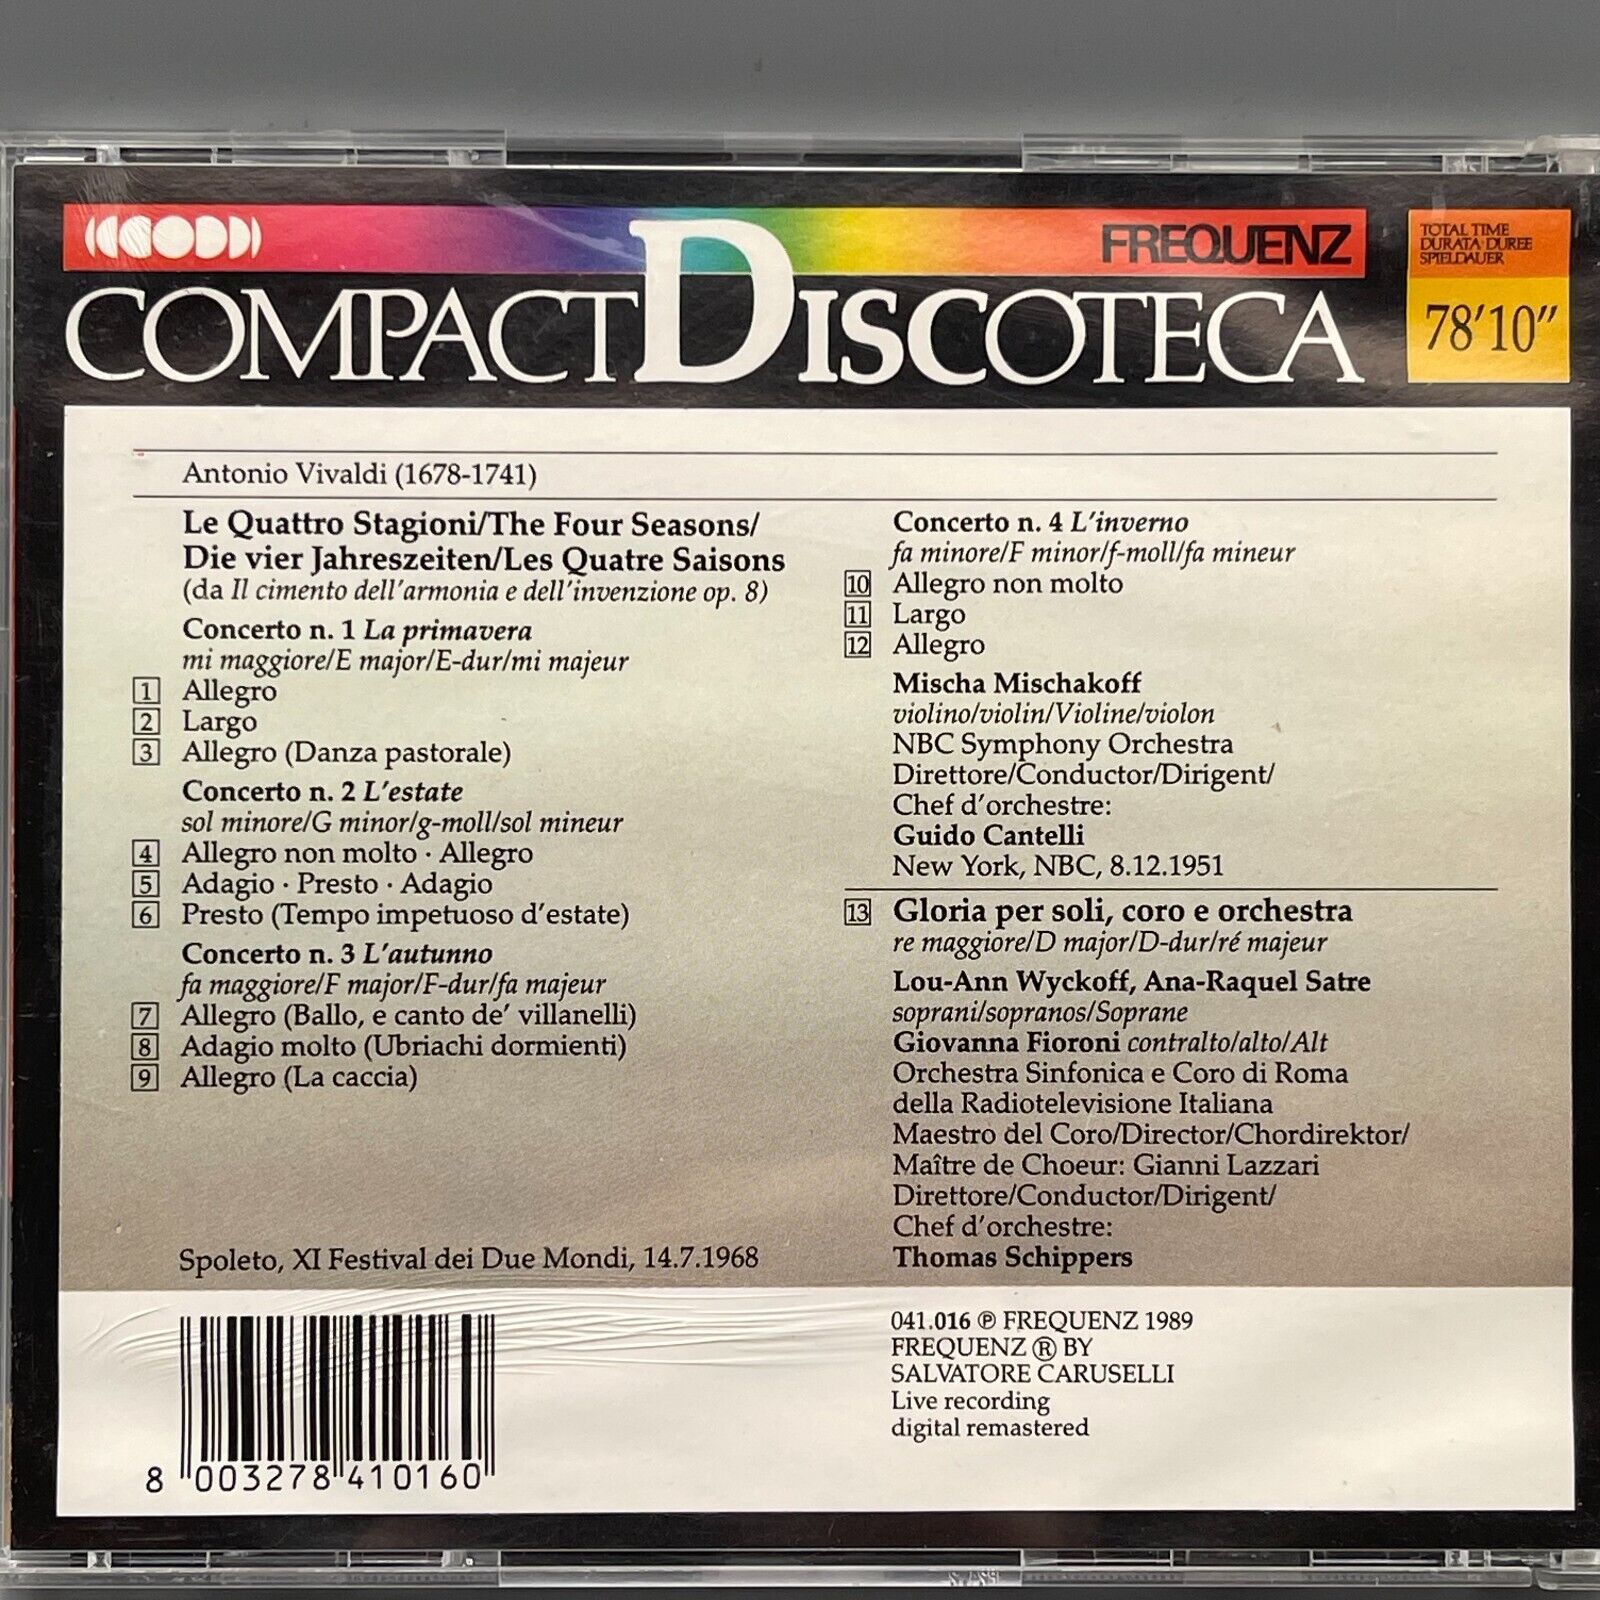 FREQUENZ
COMPACT DISCOTECA
TOTAL TIME
DURATA DUREE
SPIELDAUER
78'10"
Antonio Vivaldi (1678-1741)
Le Quattro Stagioni/The Four Seasons/
Die vier Jahreszeiten/Les Quatre Saisons
(da Il cimento dell'armonia e dell'invenzione op. 8)
Concerto n. 1 La primavera
mi maggiore/E major/E-dur/mi majeur
1 Allegro
2 Largo
3 Allegro (Danza pastorale)
Concerto n. 2 L'estate
sol minore/G minor/g-moll/sol mineur
4 Allegro non molto · Allegro
5 Adagio · Presto · Adagio
6 Presto (Tempo impetuoso d'estate)
Concerto n. 3 L'autunno
fa maggiore/F major/F-dur/fa majeur
7 Allegro (Ballo, e canto de' villanelli)
8 Adagio molto (Ubriachi dormienti)
9 Allegro (La caccia)
Spoleto, XI Festival dei Due Mondi, 14.7.1968
Concerto n. 4 L'inverno
fa minore/F minor/f-moll/fa mineur
10 Allegro non molto
11 Largo
12 Allegro
Mischa Mischakoff
violino/violin/Violine/violon
NBC Symphony Orchestra
Direttore/Conductor/Dirigent/
Chef d'orchestre:
Guido Cantelli
New York, NBC, 8.12.1951
13 Gloria per soli, coro e orchestra
re maggiore/D major/D-dur/ré majeur
Lou-Ann Wyckoff, Ana-Raquel Satre
soprani/sopranos/Soprane
Giovanna Fioroni contralto/alto/Alt
Orchestra Sinfonica e Coro di Roma
della Radiotelevisione Italiana
Maestro del Coro/Director/Chordirektor/
Maître de Choeur: Gianni Lazzari
Direttore/Conductor/Dirigent/
Chef d'orchestre:
Thomas Schippers
8 003278 410160
041.016 ℗ FREQUENZ 1989
FREQUENZ ® BY
SALVATORE CARUSELLI
Live recording
digital remastered